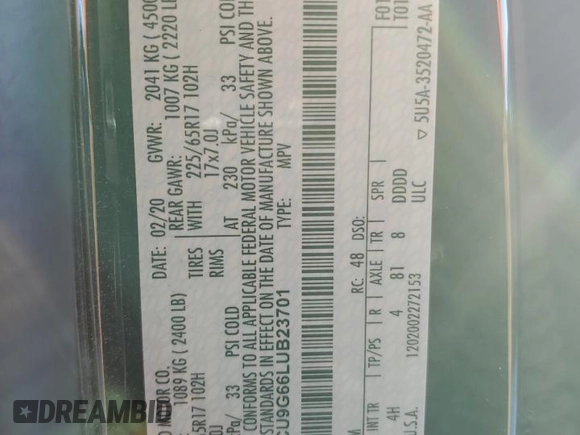 DATE: 02/20 GVWR: 2041 KG ( 4500
MOTOR CO. REAR GAWR: 1007 KG ( 2220 LB
1089 KG ( 2400 LB) WITH 225/65R17 102H
5R17 102H TIRES 17x7.0J
0J RIMS
kPa/ 33 PSI COLD AT 230 kPa/ 33 PSI COLD
CONFORMS TO ALL APPLICABLE FEDERAL MOTOR VEHICLE SAFETY AND
STANDARDS IN EFFECT ON THE DATE OF MANUFACTURE SHOWN ABOVE.
CU9G66LUB23701 TYPE: MPV
RC: 48 DSO:
INT TR TP/PS R AXLE TR SPR
4H 4 81 8 DDDD
U.S.A. 1202002272153 ULC
▽ 5U5A-3520472-AA
DREAMBID